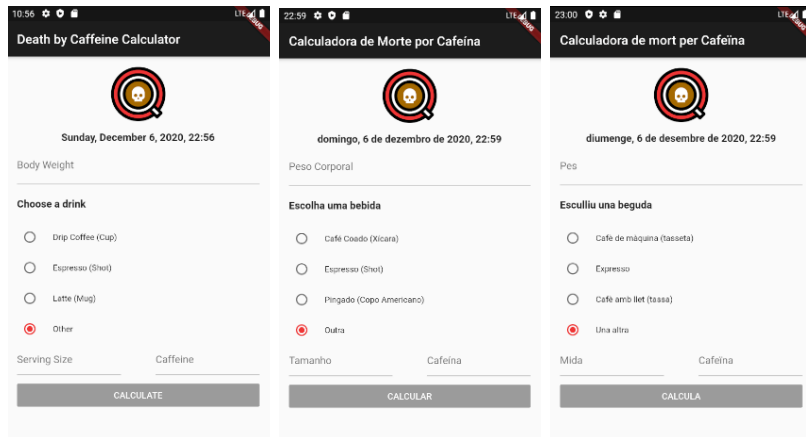 10:56
LTE
DEBUG
Death by Caffeine Calculator
Sunday, December 6, 2020, 22:56
Body Weight
Choose a drink
Drip Coffee (Cup)
Espresso (Shot)
Latte (Mug)
Other
Serving Size Caffeine
CALCULATE
22:59
LTE
DEBUG
Calculadora de Morte por Cafeína
domingo, 6 de dezembro de 2020, 22:59
Peso Corporal
Escolha uma bebida
Café Coado (Xícara)
Espresso (Shot)
Pingado (Copo Americano)
Outra
Tamanho Cafeína
CALCULAR
23:00
LTE
DEBUG
Calculadora de mort per Cafeïna
diumenge, 6 de desembre de 2020, 22:59
Pes
Esculliu una beguda
Cafè de máquina (tasseta)
Expresso
Cafè amb llet (tassa)
Una altra
Mida Cafeïna
CALCULA